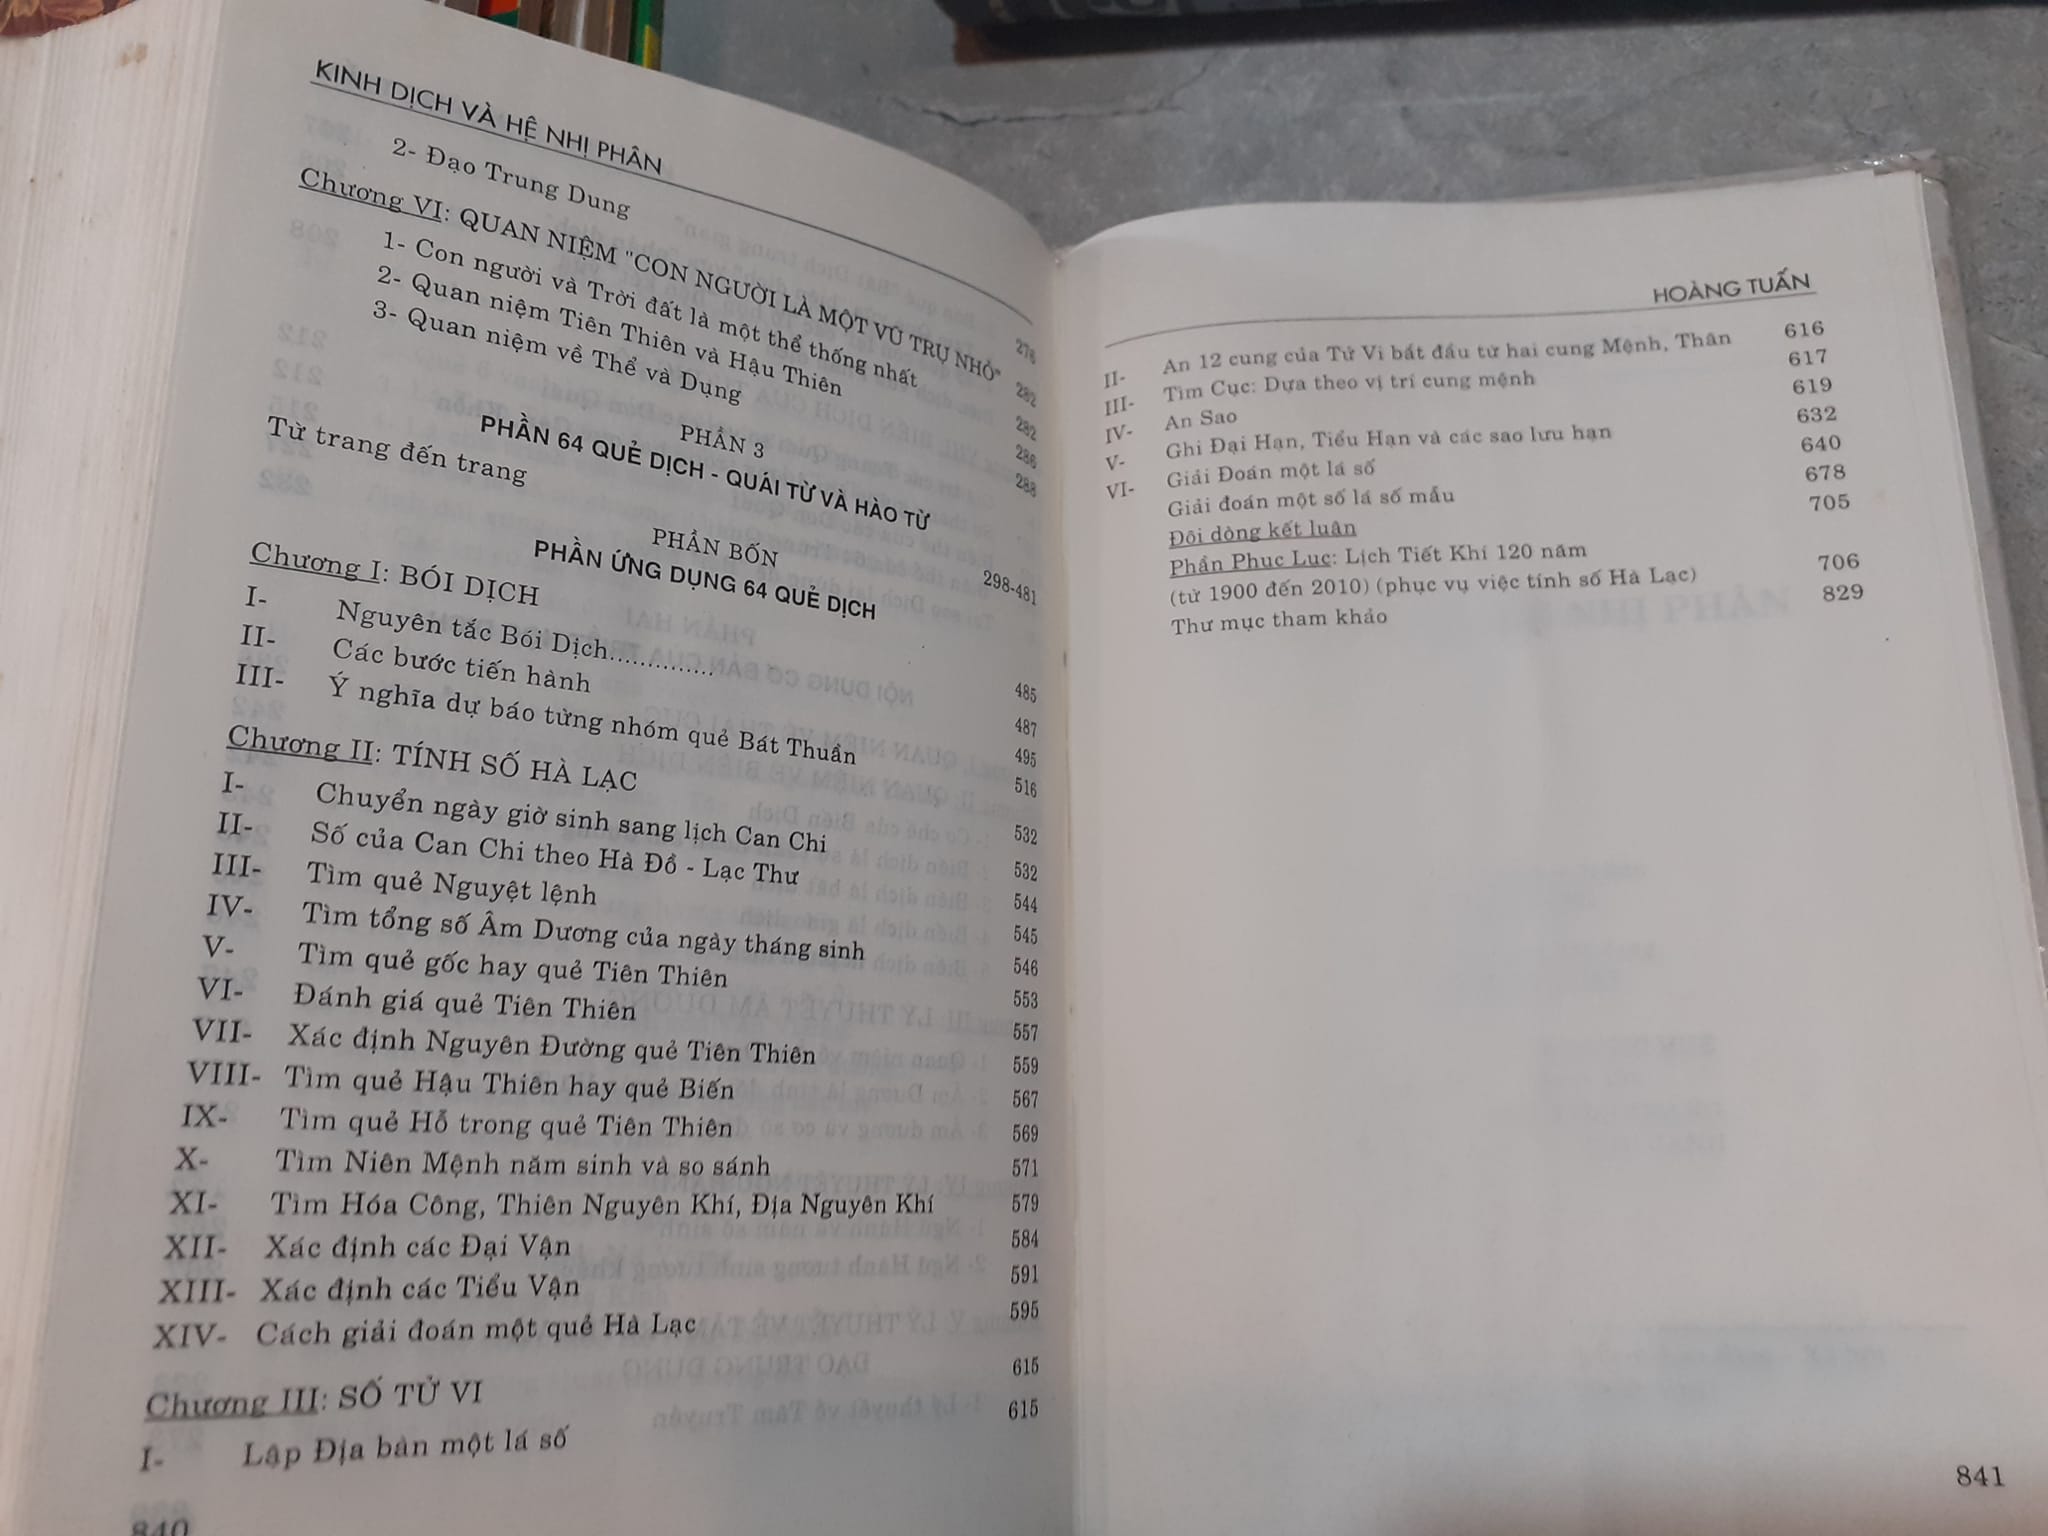 KINH DỊCH VÀ HỆ NHỊ PHÂN
2- Đạo Trung Dung 276
Chương VI: QUAN NIỆM "CON NGƯỜI LÀ MỘT VŨ TRỤ NHỎ" 282
1- Con người và Trời đất là một thể thống nhất 282
2- Quan niệm Tiên Thiên và Hậu Thiên 286
3- Quan niệm về Thể và Dụng 288
PHẦN 3
PHẦN 64 QUẺ DỊCH - QUÁI TỪ VÀ HÀO TỪ
Từ trang đến trang 298-481
PHẦN BỐN
PHẦN ỨNG DỤNG 64 QUẺ DỊCH
Chương I: BÓI DỊCH 485
I- Nguyên tắc Bói Dịch.............. 487
II- Các bước tiến hành 495
III- Ý nghĩa dự báo từng nhóm quẻ Bát Thuần 516
Chương II: TÍNH SỐ HÀ LẠC 532
I- Chuyển ngày giờ sinh sang lịch Can Chi 532
II- Số của Can Chi theo Hà Đồ - Lạc Thư 544
III- Tìm quẻ Nguyệt lệnh 545
IV- Tìm tổng số Âm Dương của ngày tháng sinh 546
V- Tìm quẻ gốc hay quẻ Tiên Thiên 553
VI- Đánh giá quẻ Tiên Thiên 557
VII- Xác định Nguyên Đường quẻ Tiên Thiên 559
VIII- Tìm quẻ Hậu Thiên hay quẻ Biến 567
IX- Tìm quẻ Hỗ trong quẻ Tiên Thiên 569
X- Tìm Niên Mệnh năm sinh và so sánh 571
XI- Tìm Hóa Công, Thiên Nguyên Khí, Địa Nguyên Khí 579
XII- Xác định các Đại Vận 584
XIII- Xác định các Tiểu Vận 591
XIV- Cách giải đoán một quẻ Hà Lạc 595
Chương III: SỐ TỬ VI 615
I- Lập Địa bàn một lá số 615
840
HOÀNG TUẤN
II- An 12 cung của Tử Vi bắt đầu từ hai cung Mệnh, Thân 616
III- Tìm Cục: Dựa theo vị trí cung mệnh 617
IV- An Sao 619
V- Ghi Đại Hạn, Tiểu Hạn và các sao lưu hạn 632
VI- Giải Đoán một lá số 640
Giải đoán một số lá số mẫu 678
Đôi dòng kết luận 705
Phần Phục Lục: Lịch Tiết Khí 120 năm
(từ 1900 đến 2010) (phục vụ việc tính số Hà Lạc) 706
Thư mục tham khảo 829
841